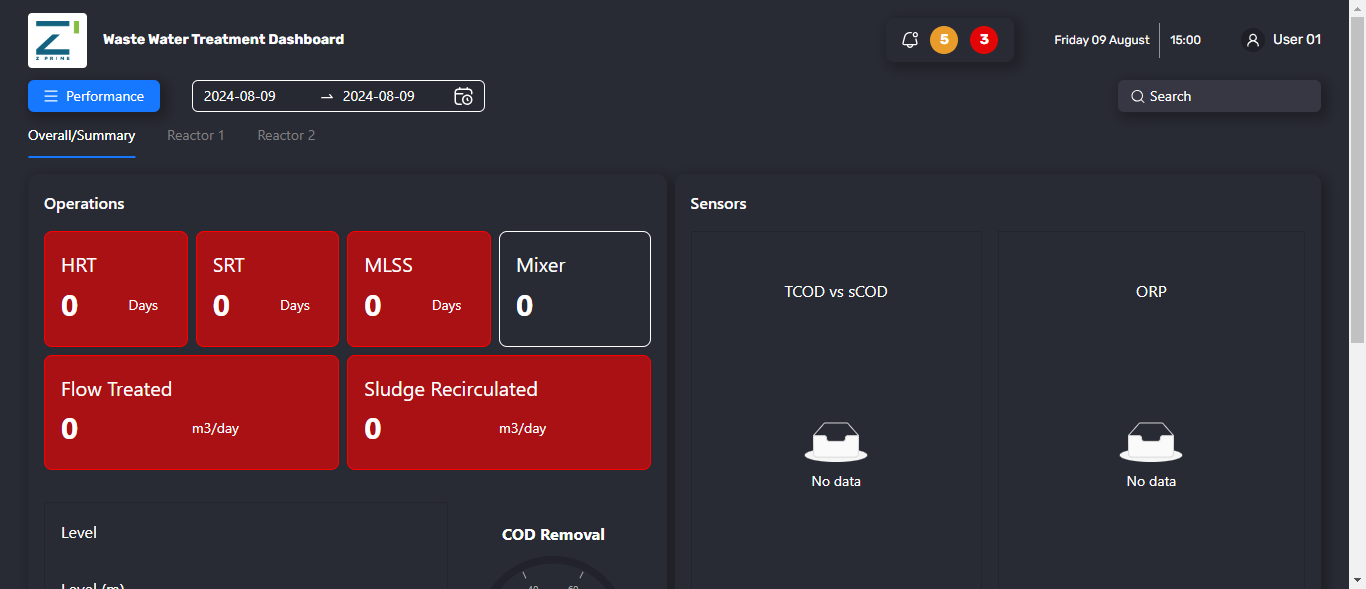 Z PRIME
Waste Water Treatment Dashboard
5
3
Friday 09 August
15:00
User 01
Performance
2024-08-09 → 2024-08-09
Search
Overall/Summary
Reactor 1
Reactor 2
Operations
HRT
0 Days
SRT
0 Days
MLSS
0 Days
Mixer
0
Flow Treated
0 m3/day
Sludge Recirculated
0 m3/day
Level
Level (m)
COD Removal
40 60
Sensors
TCOD vs sCOD
No data
ORP
No data